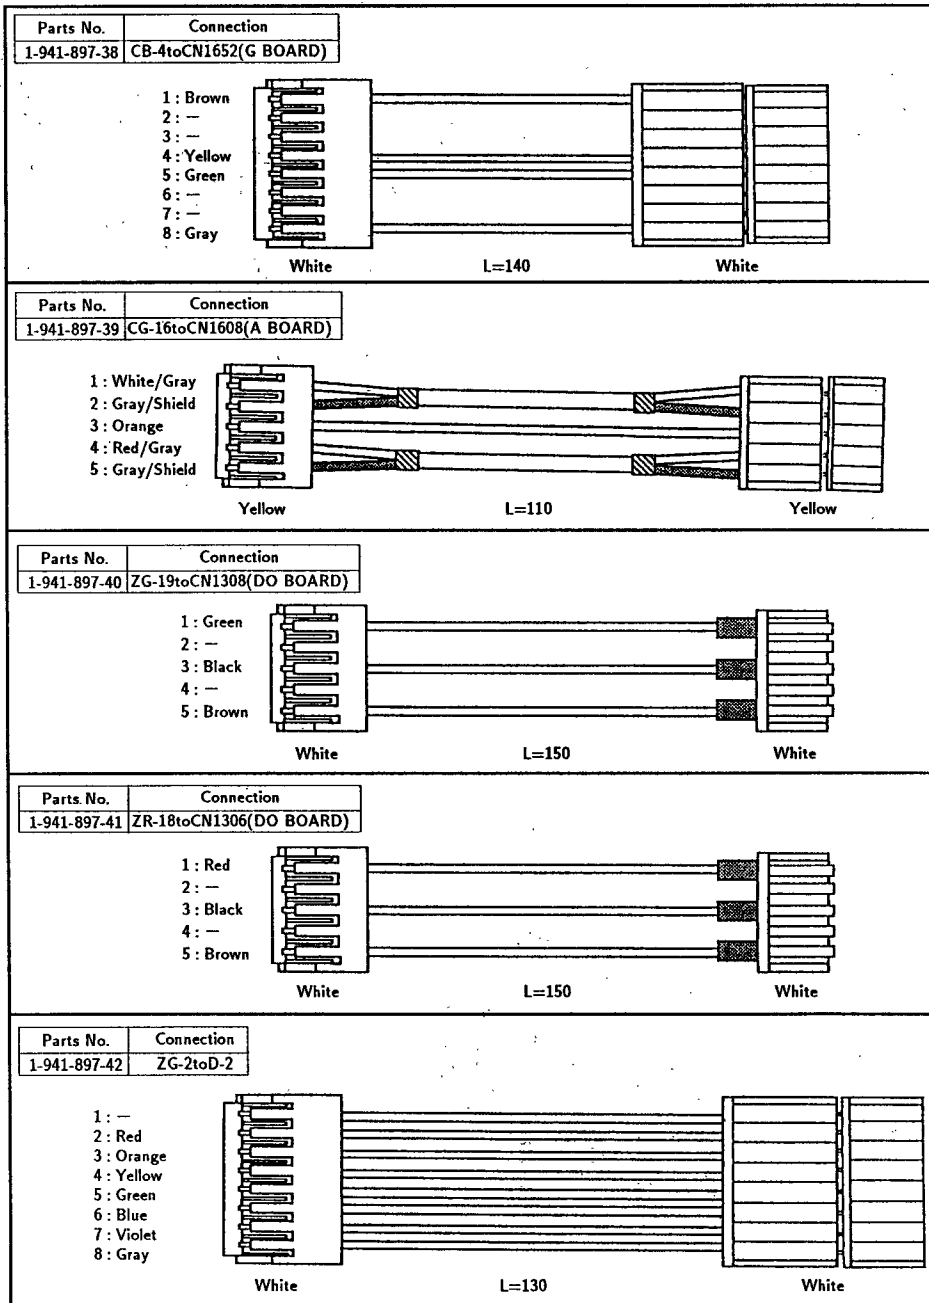 Parts No. Connection
1-941-897-38 CB-4toCN1652(G BOARD)
1 : Brown
2 : —
3 : —
4 : Yellow
5 : Green
6 : —
7 : —
8 : Gray
White L=140 White
Parts No. Connection
1-941-897-39 CG-16toCN1608(A BOARD)
1 : White/Gray
2 : Gray/Shield
3 : Orange
4 : Red/Gray
5 : Gray/Shield
Yellow L=110 Yellow
Parts No. Connection
1-941-897-40 ZG-19toCN1308(DO BOARD)
1 : Green
2 : —
3 : Black
4 : —
5 : Brown
White L=150 White
Parts No. Connection
1-941-897-41 ZR-18toCN1306(DO BOARD)
1 : Red
2 : —
3 : Black
4 : —
5 : Brown
White L=150 White
Parts No. Connection
1-941-897-42 ZG-2toD-2
1 : —
2 : Red
3 : Orange
4 : Yellow
5 : Green
6 : Blue
7 : Violet
8 : Gray
White L=130 White